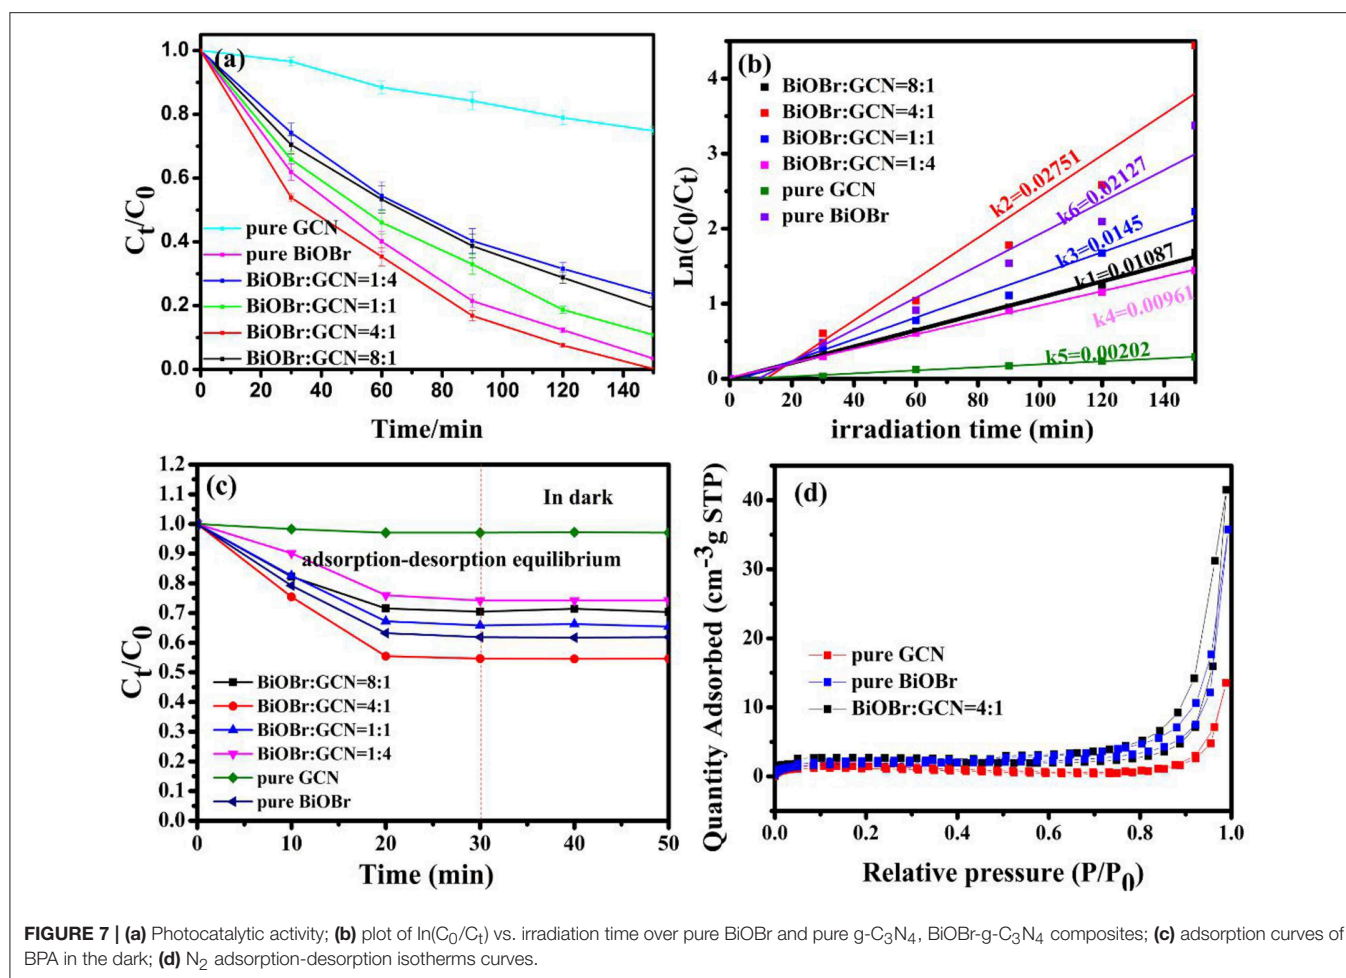 (a)
1.0
0.8
0.6
0.4
0.2
0.0
Ct/C0
pure GCN
pure BiOBr
BiOBr:GCN=1:4
BiOBr:GCN=1:1
BiOBr:GCN=4:1
BiOBr:GCN=8:1
0 20 40 60 80 100 120 140
Time/min
(b)
4
3
2
1
0
Ln(C0/Ct)
BiOBr:GCN=8:1
BiOBr:GCN=4:1
BiOBr:GCN=1:1
BiOBr:GCN=1:4
pure GCN
pure BiOBr
k2=0.02751
k6=0.02127
k3=0.0145
k1=0.01087
k4=0.00961
k5=0.00202
0 20 40 60 80 100 120 140
irradiation time (min)
(c)
1.2
1.1
1.0
0.9
0.8
0.7
0.6
0.5
0.4
0.3
0.2
0.1
0.0
Ct/C0
In dark
adsorption-desorption equilibrium
BiOBr:GCN=8:1
BiOBr:GCN=4:1
BiOBr:GCN=1:1
BiOBr:GCN=1:4
pure GCN
pure BiOBr
0 10 20 30 40 50
Time (min)
(d)
40
30
20
10
0
Quantity Adsorbed (cm-3g STP)
pure GCN
pure BiOBr
BiOBr:GCN=4:1
0.0 0.2 0.4 0.6 0.8 1.0
Relative pressure (P/P0)
FIGURE 7 | (a) Photocatalytic activity; (b) plot of ln(C0/Ct) vs. irradiation time over pure BiOBr and pure g-C3N4, BiOBr-g-C3N4 composites; (c) adsorption curves of
BPA in the dark; (d) N2 adsorption-desorption isotherms curves.